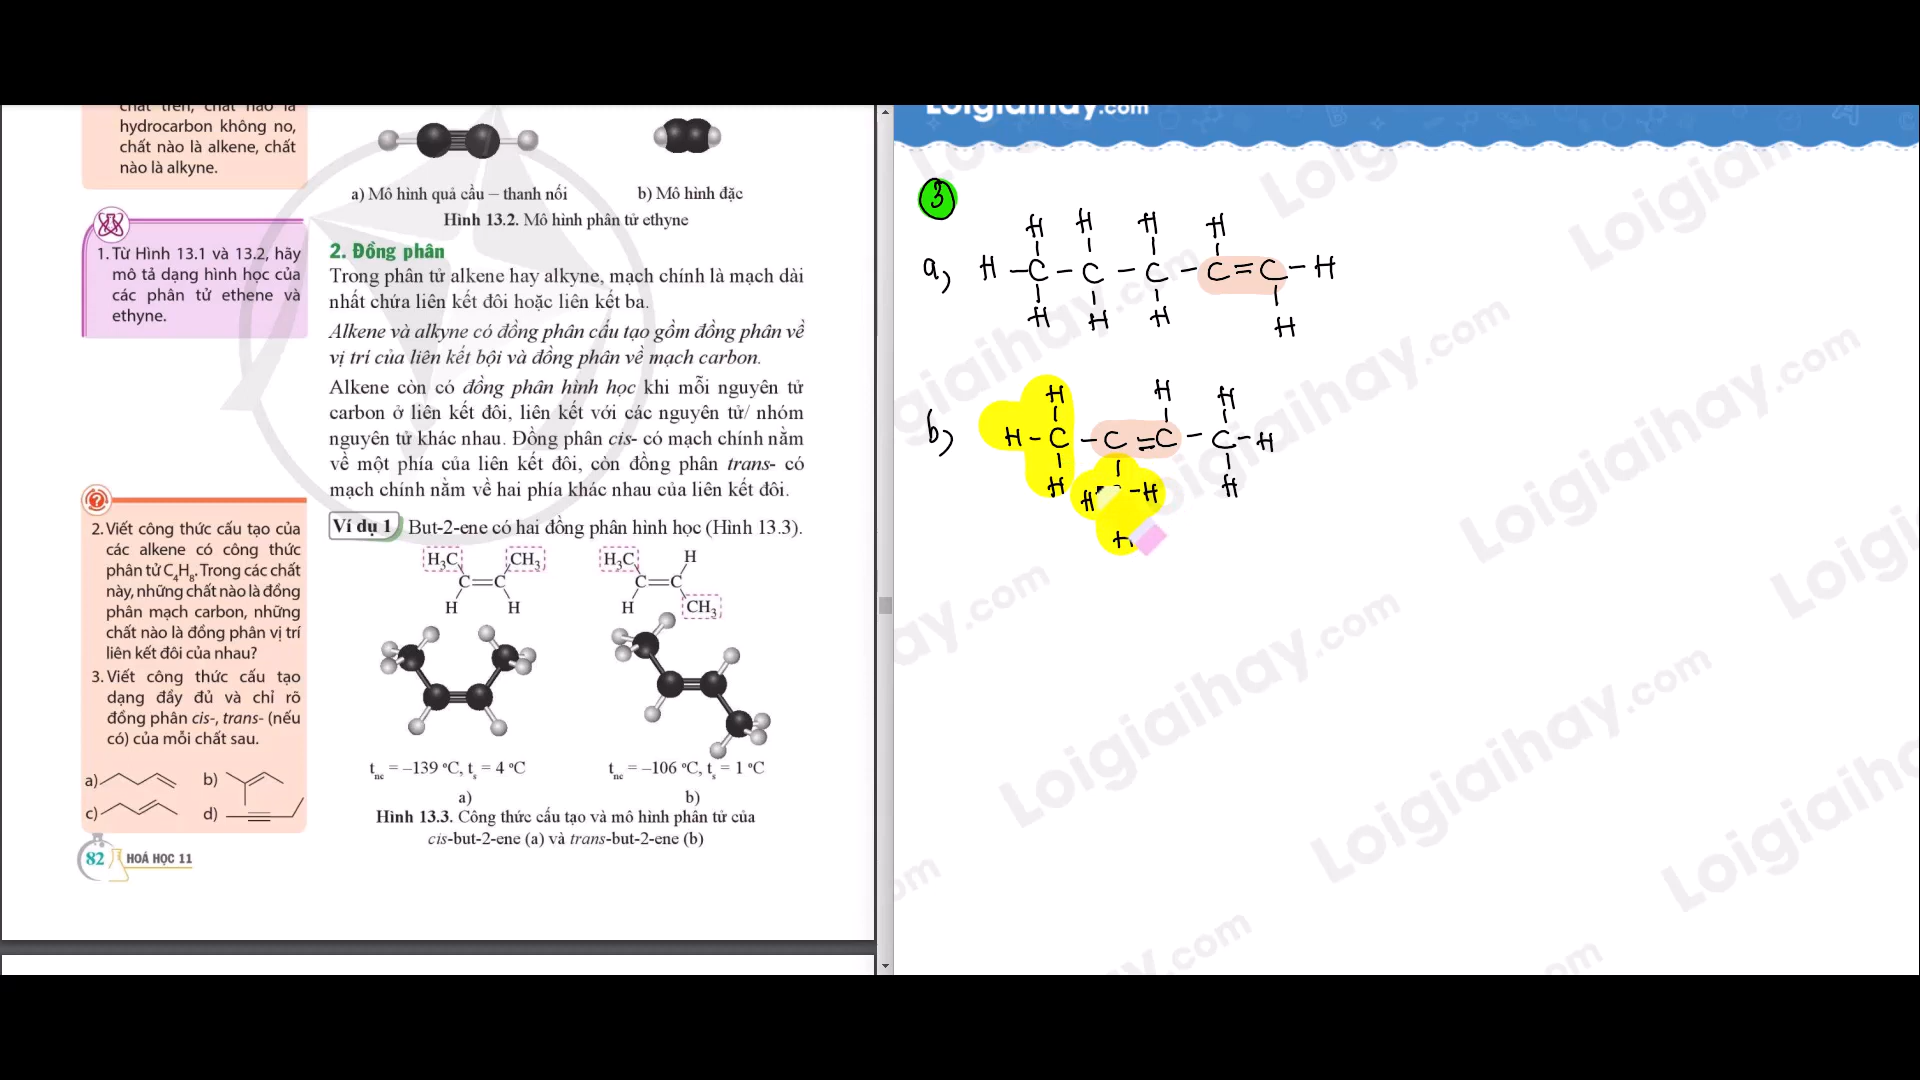 chất trên, chất nào là
hydrocarbon không no,
chất nào là alkene, chất
nào là alkyne.
1. Từ Hình 13.1 và 13.2, hãy
mô tả dạng hình học của
các phân tử ethene và
ethyne.
2. Viết công thức cấu tạo của
các alkene có công thức
phân tử C₄H₈. Trong các chất
này, những chất nào là đồng
phân mạch carbon, những
chất nào là đồng phân vị trí
liên kết đôi của nhau?
3. Viết công thức cấu tạo
dạng đầy đủ và chỉ rõ
đồng phân cis-, trans- (nếu
có) của mỗi chất sau.
a) b)
c) d)
82 HOÁ HỌC 11
a) Mô hình quả cầu – thanh nối b) Mô hình đặc
Hình 13.2. Mô hình phân tử ethyne
2. Đồng phân
Trong phân tử alkene hay alkyne, mạch chính là mạch dài
nhất chứa liên kết đôi hoặc liên kết ba.
Alkene và alkyne có đồng phân cấu tạo gồm đồng phân về
vị trí của liên kết bội và đồng phân về mạch carbon.
Alkene còn có đồng phân hình học khi mỗi nguyên tử
carbon ở liên kết đôi, liên kết với các nguyên tử/ nhóm
nguyên tử khác nhau. Đồng phân cis- có mạch chính nằm
về một phía của liên kết đôi, còn đồng phân trans- có
mạch chính nằm về hai phía khác nhau của liên kết đôi.
Ví dụ 1 But-2-ene có hai đồng phân hình học (Hình 13.3).
H₃C CH₃ H₃C H
C=C C=C
H H H CH₃
tnc = –139 °C, ts = 4 °C tnc = –106 °C, ts = 1 °C
a) b)
Hình 13.3. Công thức cấu tạo và mô hình phân tử của
cis-but-2-ene (a) và trans-but-2-ene (b)
Loigiaihay.com
3
H H H H
a, H – C – C – C – C = C – H
H H H H
H H H
b, H – C – C = C – C – H
H H H H
H